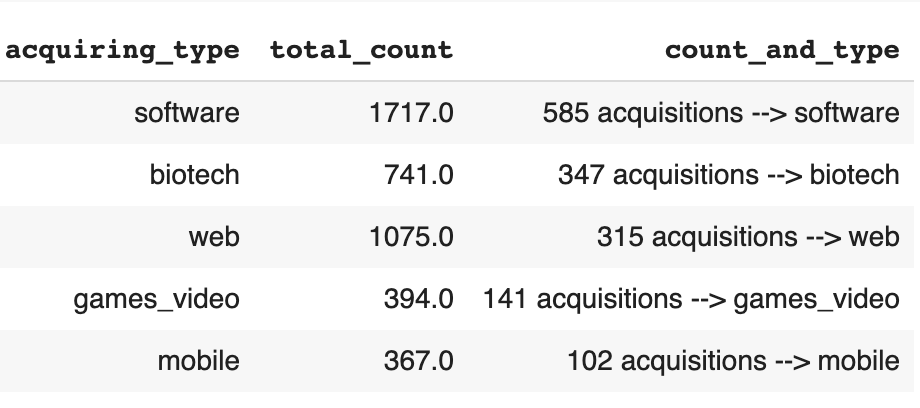 acquiring_type total_count count_and_type
software 1717.0 585 acquisitions --> software
biotech 741.0 347 acquisitions --> biotech
web 1075.0 315 acquisitions --> web
games_video 394.0 141 acquisitions --> games_video
mobile 367.0 102 acquisitions --> mobile